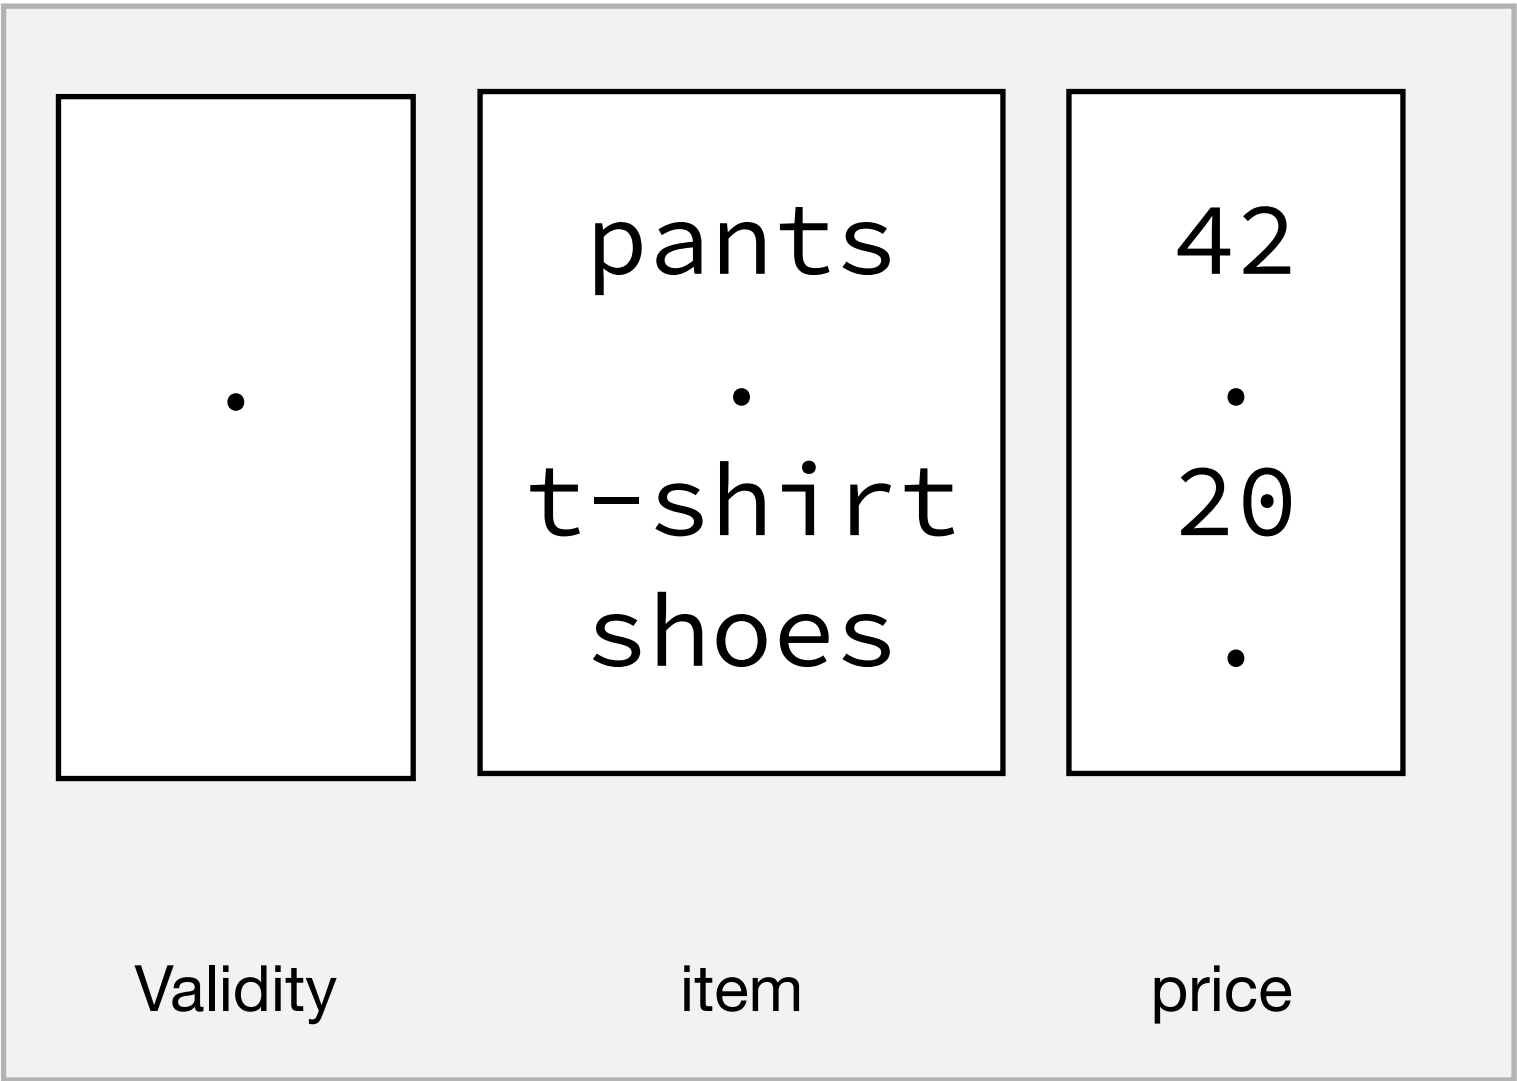 pants 42
. . .
t-shirt 20
shoes .
Validity item price